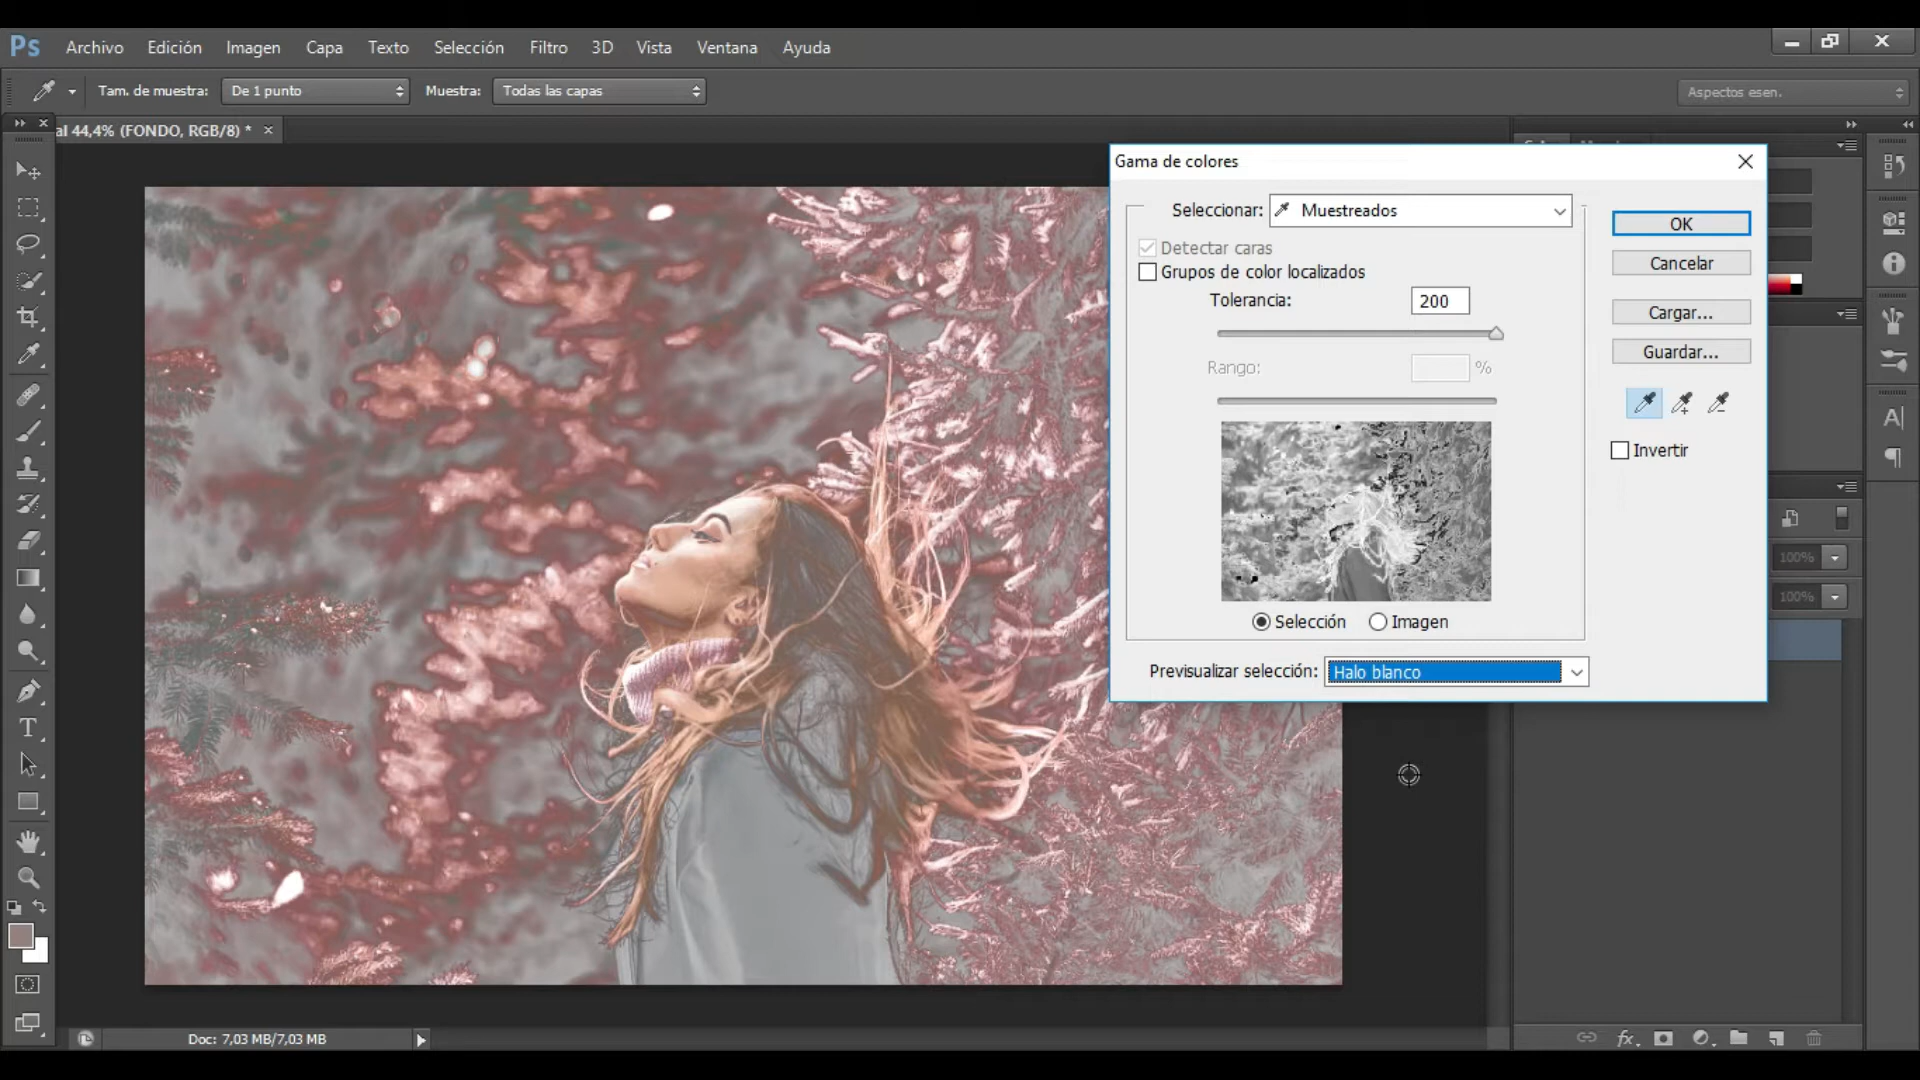 Ps Archivo Edición Imagen Capa Texto Selección Filtro 3D Vista Ventana Ayuda
Tam. de muestra: De 1 punto Muestra: Todas las capas Aspectos esen.
al 44,4% (FONDO, RGB/8) * ×
Gama de colores
Seleccionar: Muestreados
OK
Detectar caras
Cancelar
Grupos de color localizados
Tolerancia: 200
Cargar...
Guardar...
Rango: %
Invertir
Selección Imagen
Previsualizar selección: Halo blanco
100%
100%
A|
T
fx
Doc: 7,03 MB/7,03 MB